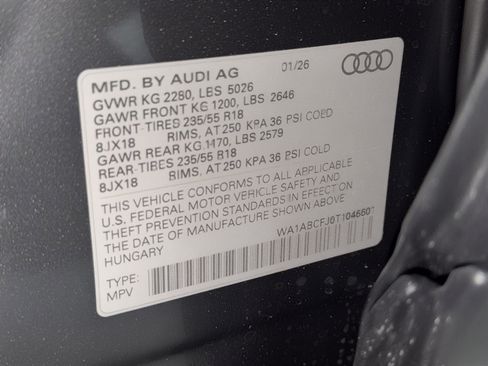 MFD. BY AUDI AG 01/26
GVWR KG 2280, LBS 5026
GAWR FRONT KG 1200, LBS 2646
FRONT-TIRES 235/55 R18
8JX18 RIMS, AT 250 KPA 36 PSI COLD
GAWR REAR KG 1470, LBS 2579
REAR-TIRES 235/55 R18
8JX18 RIMS, AT 250 KPA 36 PSI COLD
THIS VEHICLE CONFORMS TO ALL APPLICABLE
U.S. FEDERAL MOTOR VEHICLE SAFETY AND
THEFT PREVENTION STANDARDS IN EFFECT ON
THE DATE OF MANUFACTURE SHOWN ABOVE.
HUNGARY
TYPE:
MPV